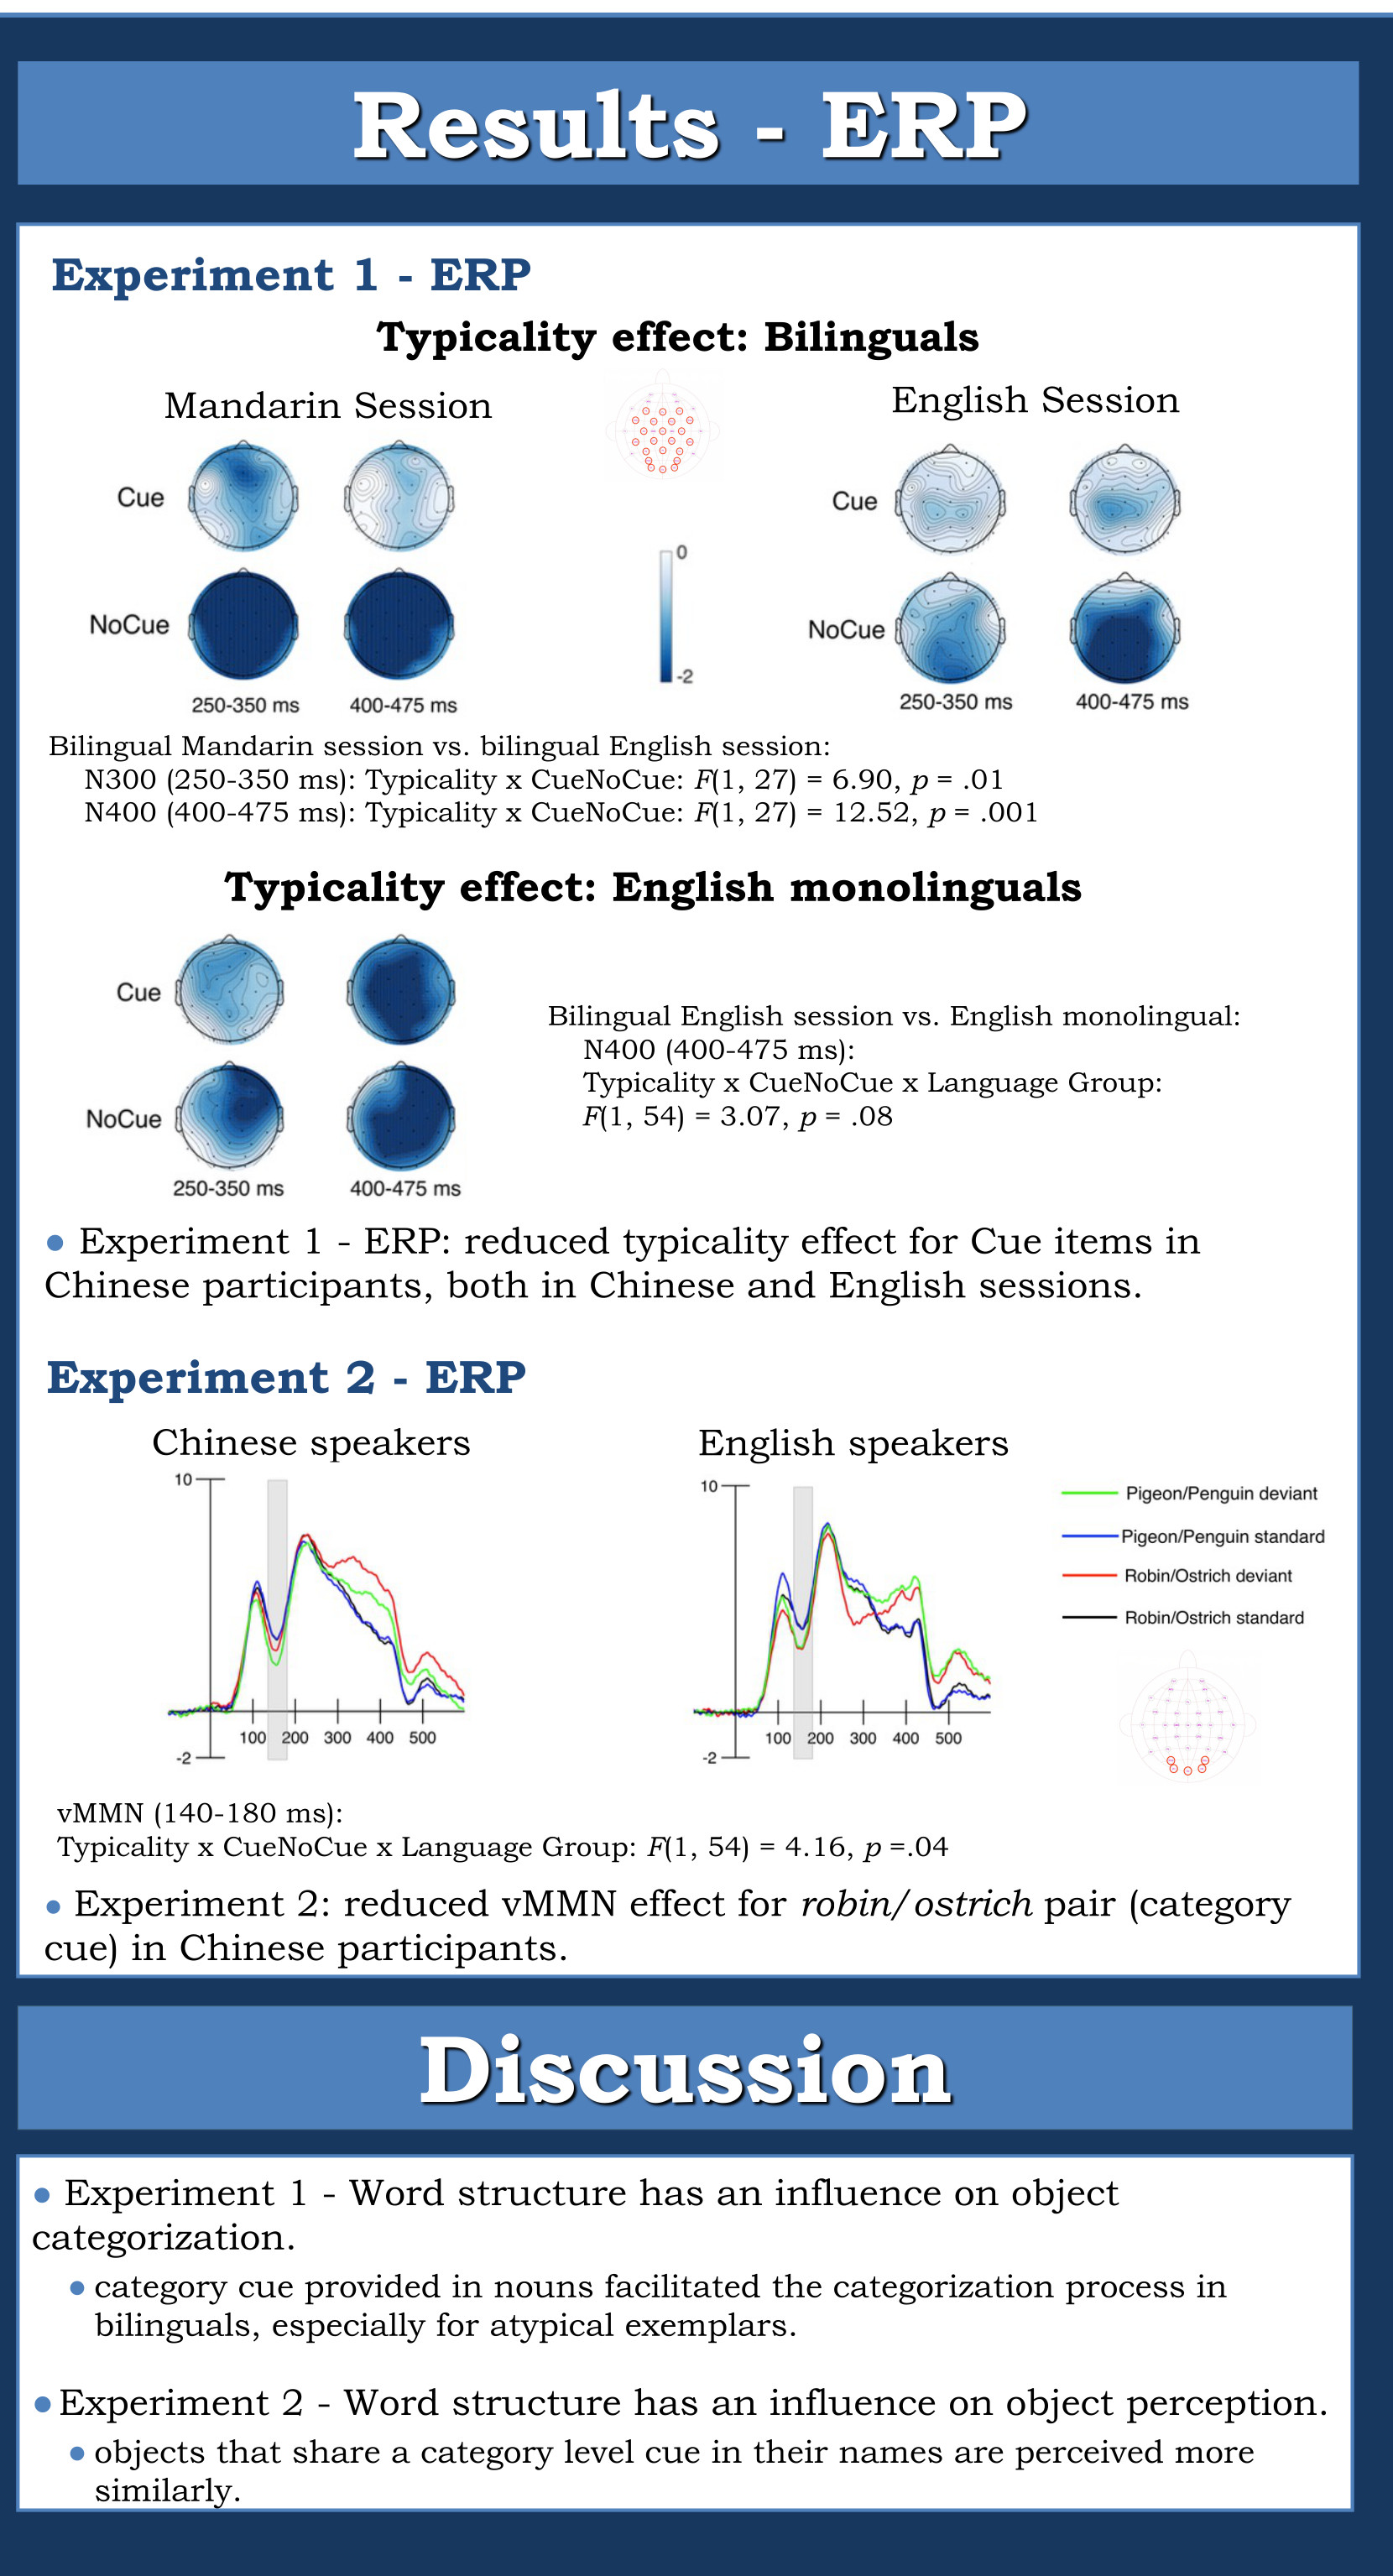 Results - ERP
Experiment 1 - ERP
Typicality effect: Bilinguals
Mandarin Session
English Session
Cue
Cue
0
NoCue
NoCue
-2
250-350 ms
400-475 ms
250-350 ms
400-475 ms
Bilingual Mandarin session vs. bilingual English session:
N300 (250-350 ms): Typicality x CueNoCue: F(1, 27) = 6.90, p = .01
N400 (400-475 ms): Typicality x CueNoCue: F(1, 27) = 12.52, p = .001
Typicality effect: English monolinguals
Cue
NoCue
250-350 ms
400-475 ms
Bilingual English session vs. English monolingual:
N400 (400-475 ms):
Typicality x CueNoCue x Language Group:
F(1, 54) = 3.07, p = .08
● Experiment 1 - ERP: reduced typicality effect for Cue items in
Chinese participants, both in Chinese and English sessions.
Experiment 2 - ERP
Chinese speakers
10
100 200 300 400 500
-2
English speakers
10
100 200 300 400 500
-2
Pigeon/Penguin deviant
Pigeon/Penguin standard
Robin/Ostrich deviant
Robin/Ostrich standard
vMMN (140-180 ms):
Typicality x CueNoCue x Language Group: F(1, 54) = 4.16, p =.04
● Experiment 2: reduced vMMN effect for robin/ostrich pair (category
cue) in Chinese participants.
Discussion
● Experiment 1 - Word structure has an influence on object
categorization.
● category cue provided in nouns facilitated the categorization process in
bilinguals, especially for atypical exemplars.
● Experiment 2 - Word structure has an influence on object perception.
● objects that share a category level cue in their names are perceived more
similarly.